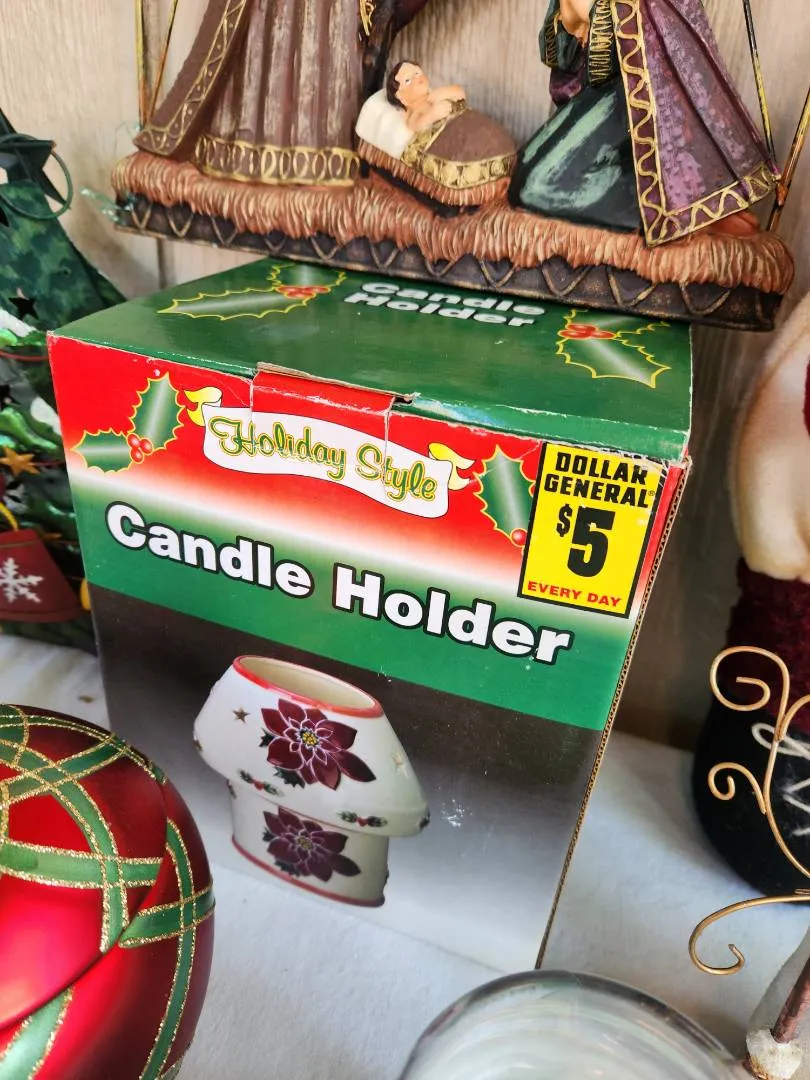 Candle
Holder
Holiday Style
DOLLAR
GENERAL®
$5
EVERY DAY
Candle Holder